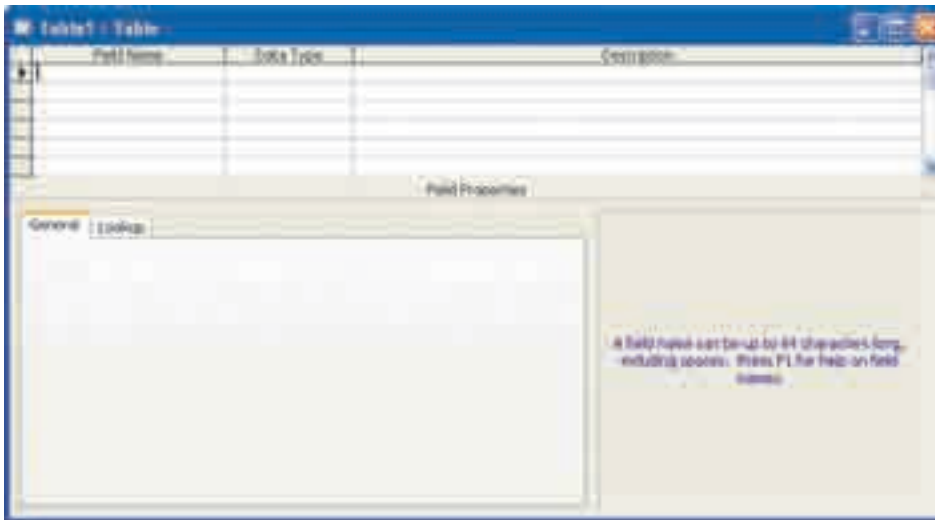 Table1 : Table
Field Name Data Type Description
Field Properties
General Lookup
A field name can be up to 64 characters long,
including spaces. Press F1 for help on field
names.